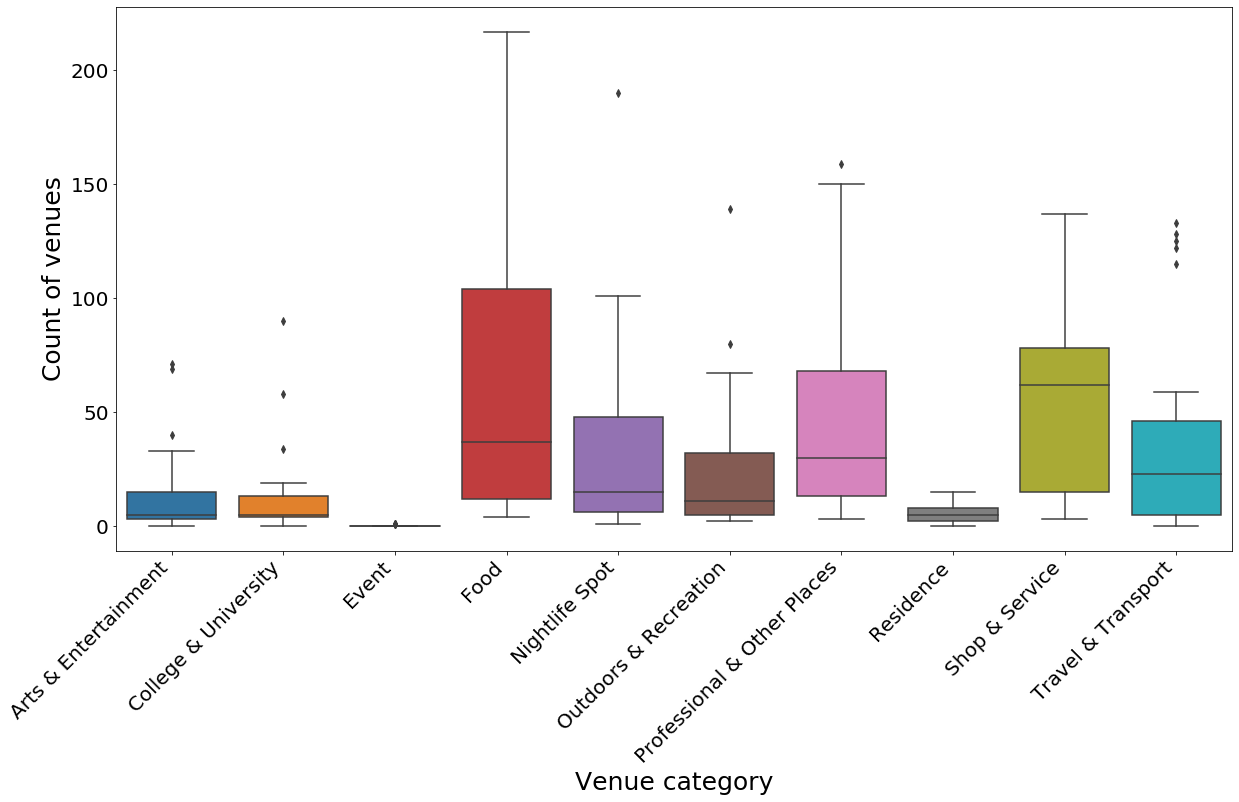 Count of venues
200
150
100
50
0
Arts & Entertainment
College & University
Event
Food
Nightlife Spot
Outdoors & Recreation
Professional & Other Places
Residence
Shop & Service
Travel & Transport
Venue category